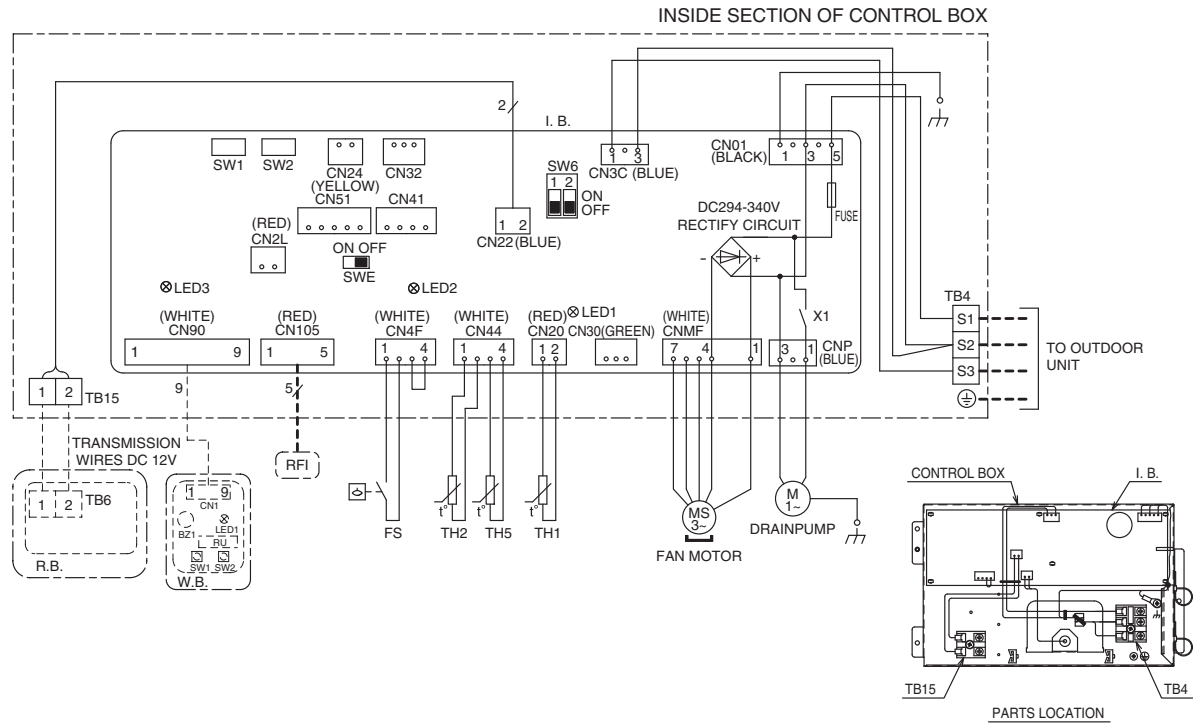 INSIDE SECTION OF CONTROL BOX
2
I. B.
SW1
SW2
CN24
(YELLOW)
CN32
CN51
CN41
(RED)
CN2L
ON OFF
SWE
1 2
CN22(BLUE)
SW6
1 2
ON
OFF
1 3
CN3C (BLUE)
CN01
(BLACK)
1 3 5
FUSE
DC294-340V
RECTIFY CIRCUIT
- +
X1
LED3
LED2
LED1
(WHITE)
CN90
1 9
(RED)
CN105
1 5
(WHITE)
CN4F
1 4
(WHITE)
CN44
1 4
(RED)
CN20
1 2
CN30(GREEN)
(WHITE)
CNMF
7 4 1
3 1
CNP
(BLUE)
TB4
S1
S2
S3
TO OUTDOOR
UNIT
1 2
TB15
9
5
RFI
TRANSMISSION
WIRES DC 12V
1 2
TB6
R.B.
1 9
CN1
BZ1
LED1
RU
SW1 SW2
W.B.
FS
t°
TH2
t°
TH5
t°
TH1
MS
3~
FAN MOTOR
M
1~
DRAINPUMP
CONTROL BOX
I. B.
TB15
TB4
PARTS LOCATION